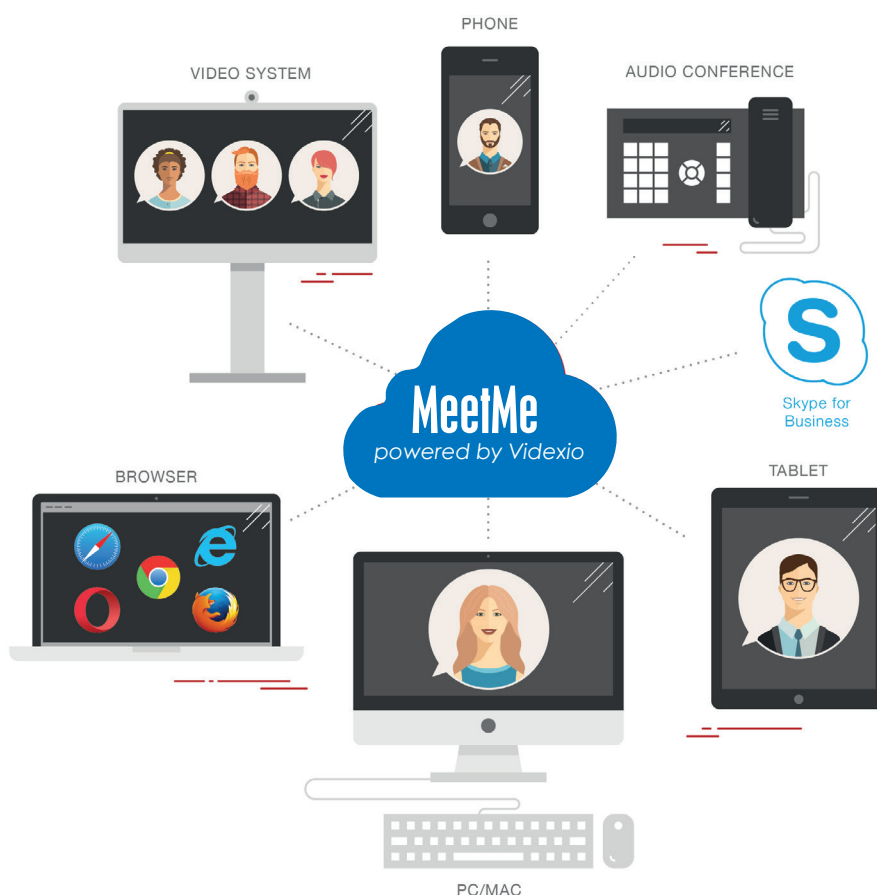 PHONE
VIDEO SYSTEM
AUDIO CONFERENCE
S
Skype for
Business
MeetMe
powered by Videxio
BROWSER
TABLET
PC/MAC